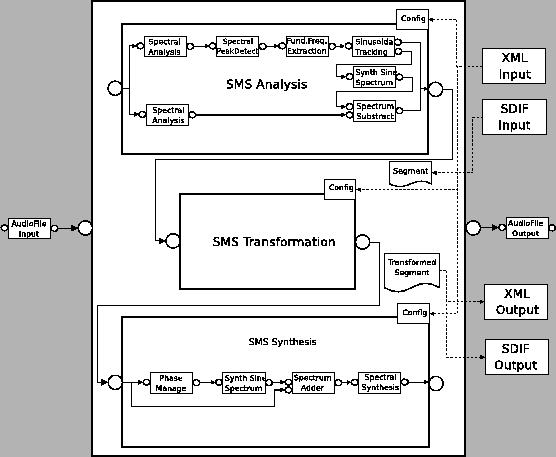 Config
Spectral
Analysis
Spectral
PeakDetect
Fund.Freq.
Extraction
Sinusoidal
Tracking
XML
Input
SMS Analysis
Synth Sine
Spectrum
Spectral
Analysis
Spectrum
Substract
SDIF
Input
Segment
Config
AudioFile
Input
SMS Transformation
AudioFile
Output
Transformed
Segment
XML
Output
Config
SMS Synthesis
SDIF
Output
Phase
Manage
Synth Sine
Spectrum
Spectrum
Adder
Spectral
Synthesis